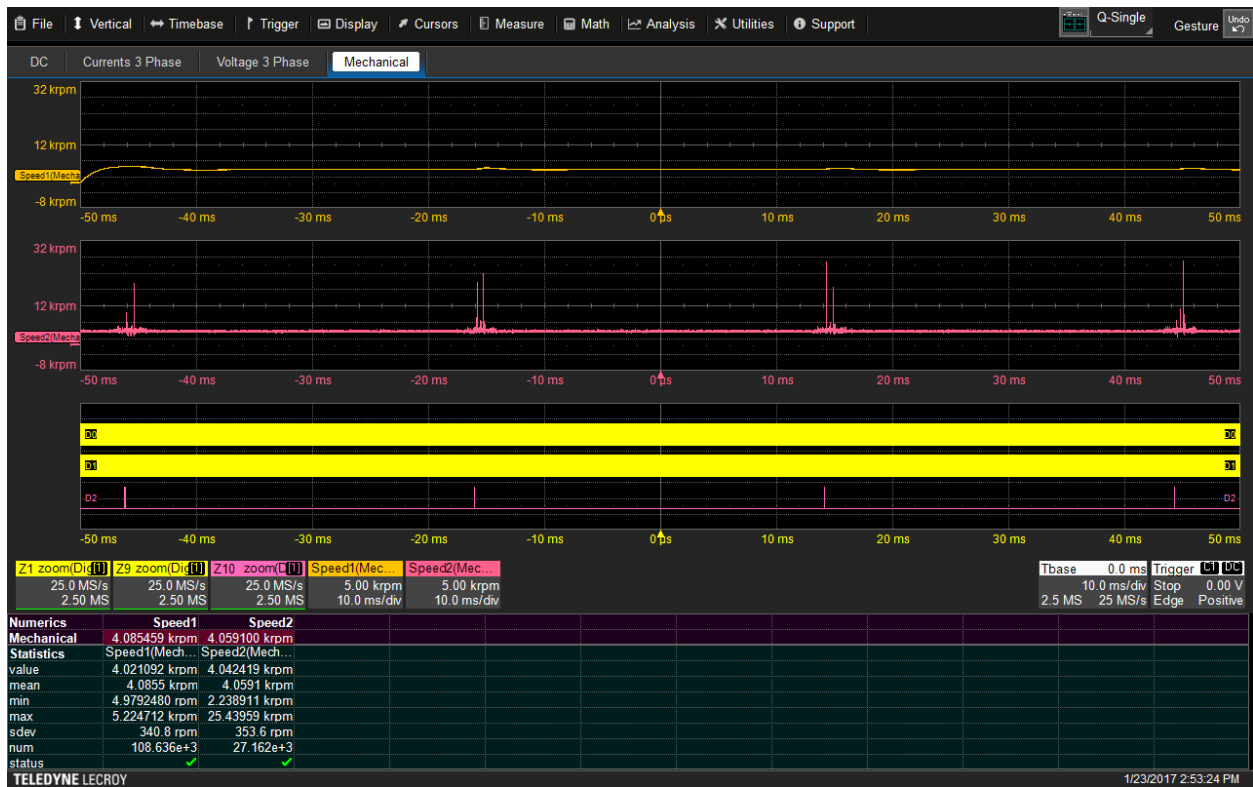 File Vertical Timebase Trigger Display Cursors Measure Math Analysis Utilities Support Q-Single Gesture Undo
DC Currents 3 Phase Voltage 3 Phase Mechanical
32 krpm
12 krpm
Speed1(Mecha
-8 krpm
-50 ms -40 ms -30 ms -20 ms -10 ms 0 ps 10 ms 20 ms 30 ms 40 ms 50 ms
32 krpm
12 krpm
Speed2(Mecha
-8 krpm
-50 ms -40 ms -30 ms -20 ms -10 ms 0 ps 10 ms 20 ms 30 ms 40 ms 50 ms
D0 D0
D1 D1
D2 D2
-50 ms -40 ms -30 ms -20 ms -10 ms 0 ps 10 ms 20 ms 30 ms 40 ms 50 ms
Z1 zoom(Dig[1] Z9 zoom(Dig[1] Z10 zoom(D[1] Speed1(Mec... Speed2(Mec... Tbase 0.0 ms Trigger C1 DC
25.0 MS/s 25.0 MS/s 25.0 MS/s 5.00 krpm 5.00 krpm 10.0 ms/div Stop 0.00 V
2.50 MS 2.50 MS 2.50 MS 10.0 ms/div 10.0 ms/div 2.5 MS 25 MS/s Edge Positive
Numerics Speed1 Speed2
Mechanical 4.085459 krpm 4.059100 krpm
Statistics Speed1(Mech... Speed2(Mech...
value 4.021092 krpm 4.042419 krpm
mean 4.0855 krpm 4.0591 krpm
min 4.9792480 rpm 2.238911 krpm
max 5.224712 krpm 25.43959 krpm
sdev 340.8 rpm 353.6 rpm
num 108.636e+3 27.162e+3
status
TELEDYNE LECROY 1/23/2017 2:53:24 PM